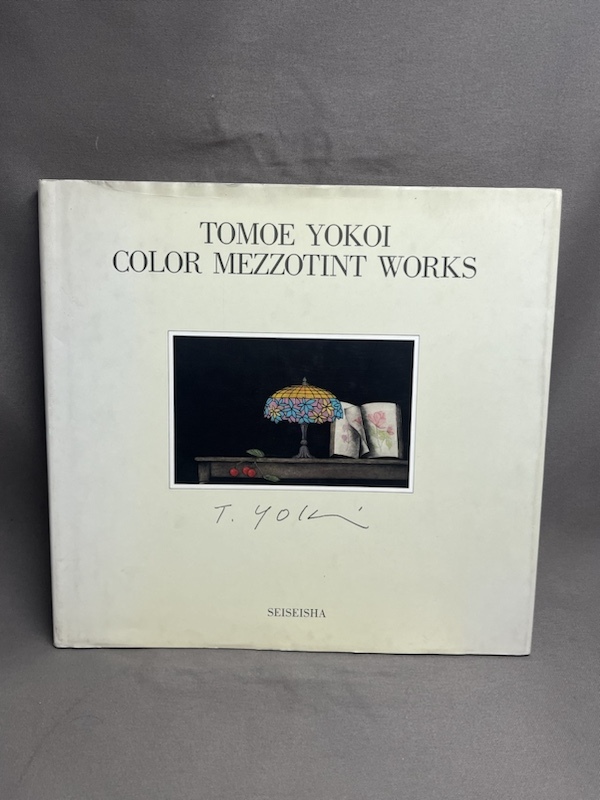 TOMOE YOKOI
COLOR MEZZOTINT WORKS
T. YOKOI
SEISEISHA